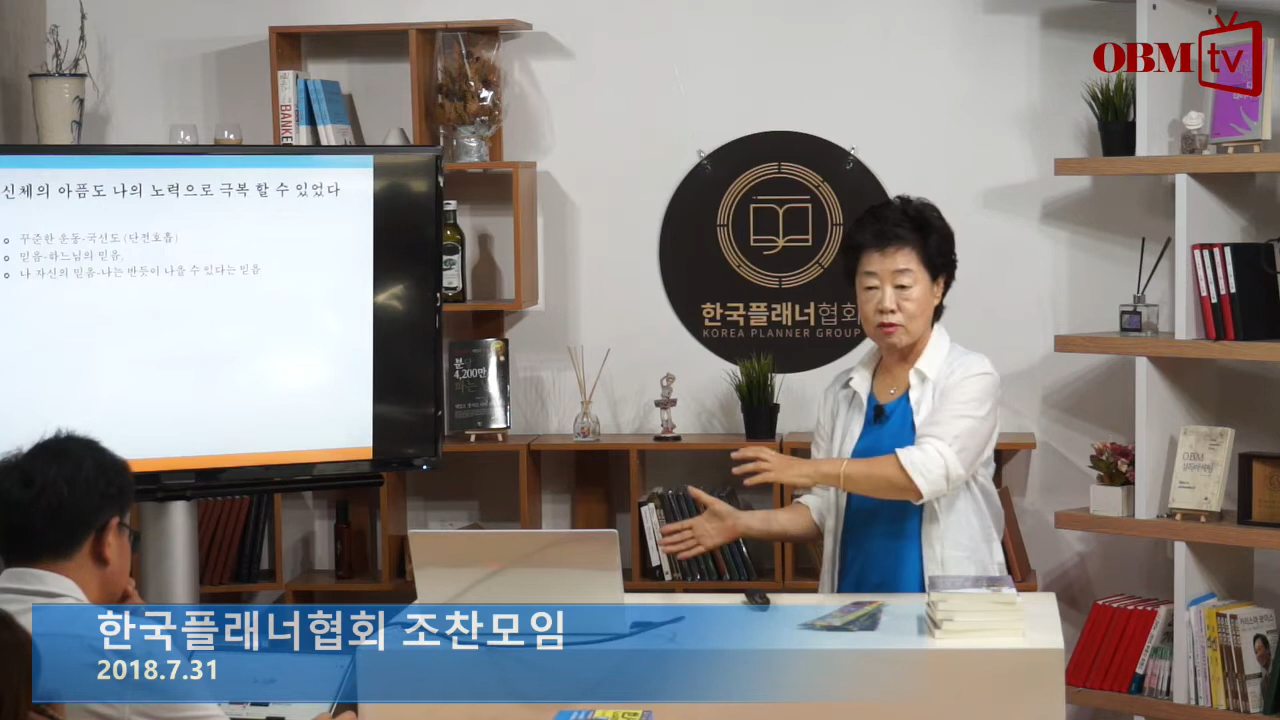 OBM tv
신체의 아픔도 나의 노력으로 극복 할 수 있었다
꾸준한 운동-국선도 (단전호흡)
믿음-하느님의 믿음,
나 자신의 믿음-나는 반듯이 나을 수 있다는 믿음
한국플래너협회
KOREA PLANNER GROUP
BANKE
4,200만
OBM
한국플래너협회 조찬모임
2018.7.31